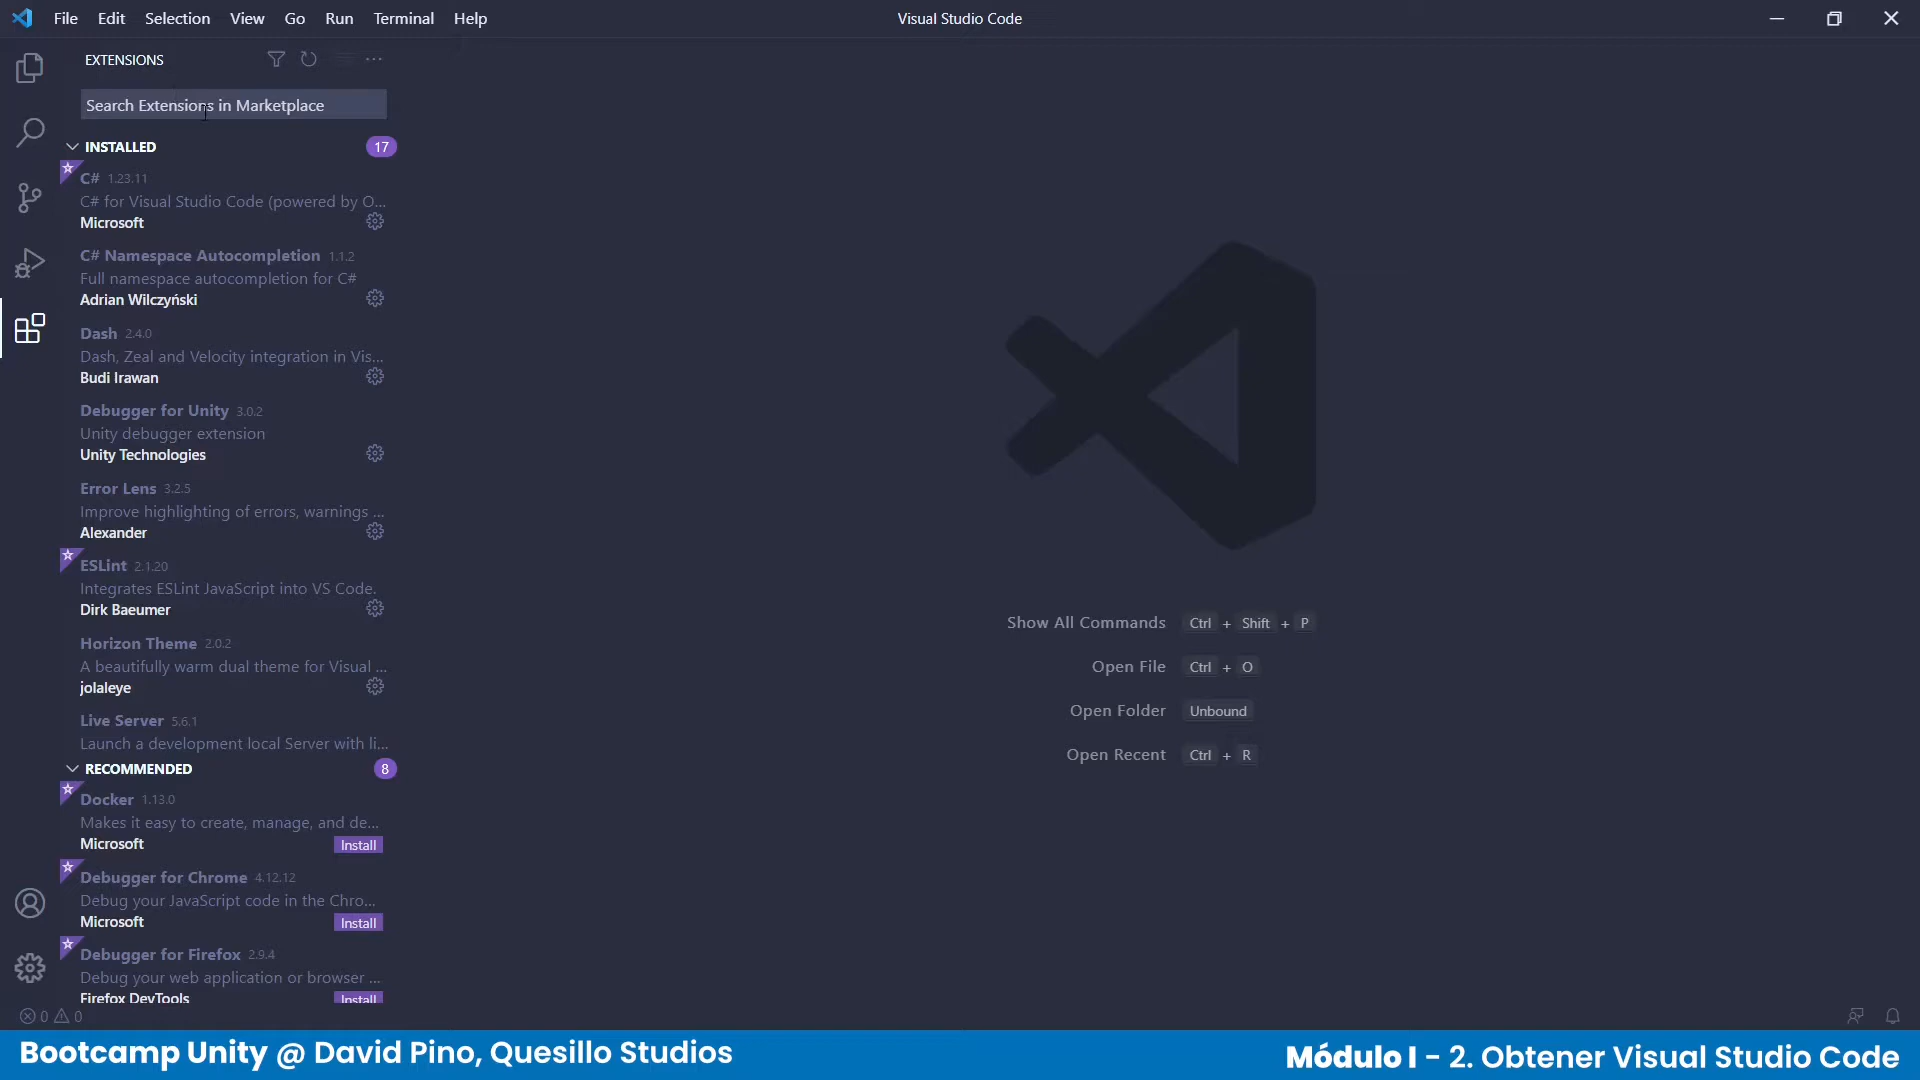 File Edit Selection View Go Run Terminal Help
Visual Studio Code
EXTENSIONS
Search Extensions in Marketplace
INSTALLED 17
C# 1.23.11
C# for Visual Studio Code (powered by O...
Microsoft
C# Namespace Autocompletion 1.1.2
Full namespace autocompletion for C#
Adrian Wilczyński
Dash 2.4.0
Dash, Zeal and Velocity integration in Vis...
Budi Irawan
Debugger for Unity 3.0.2
Unity debugger extension
Unity Technologies
Error Lens 3.2.5
Improve highlighting of errors, warnings ...
Alexander
ESLint 2.1.20
Integrates ESLint JavaScript into VS Code.
Dirk Baeumer
Horizon Theme 2.0.2
A beautifully warm dual theme for Visual ...
jolaleye
Live Server 5.6.1
Launch a development local Server with li...
RECOMMENDED 8
Docker 1.13.0
Makes it easy to create, manage, and de...
Microsoft Install
Debugger for Chrome 4.12.12
Debug your JavaScript code in the Chro...
Microsoft Install
Debugger for Firefox 2.9.4
Debug your web application or browser ...
Firefox DevTools Install
0 0
Show All Commands Ctrl + Shift + P
Open File Ctrl + O
Open Folder Unbound
Open Recent Ctrl + R
Bootcamp Unity @ David Pino, Quesillo Studios
Módulo I - 2. Obtener Visual Studio Code